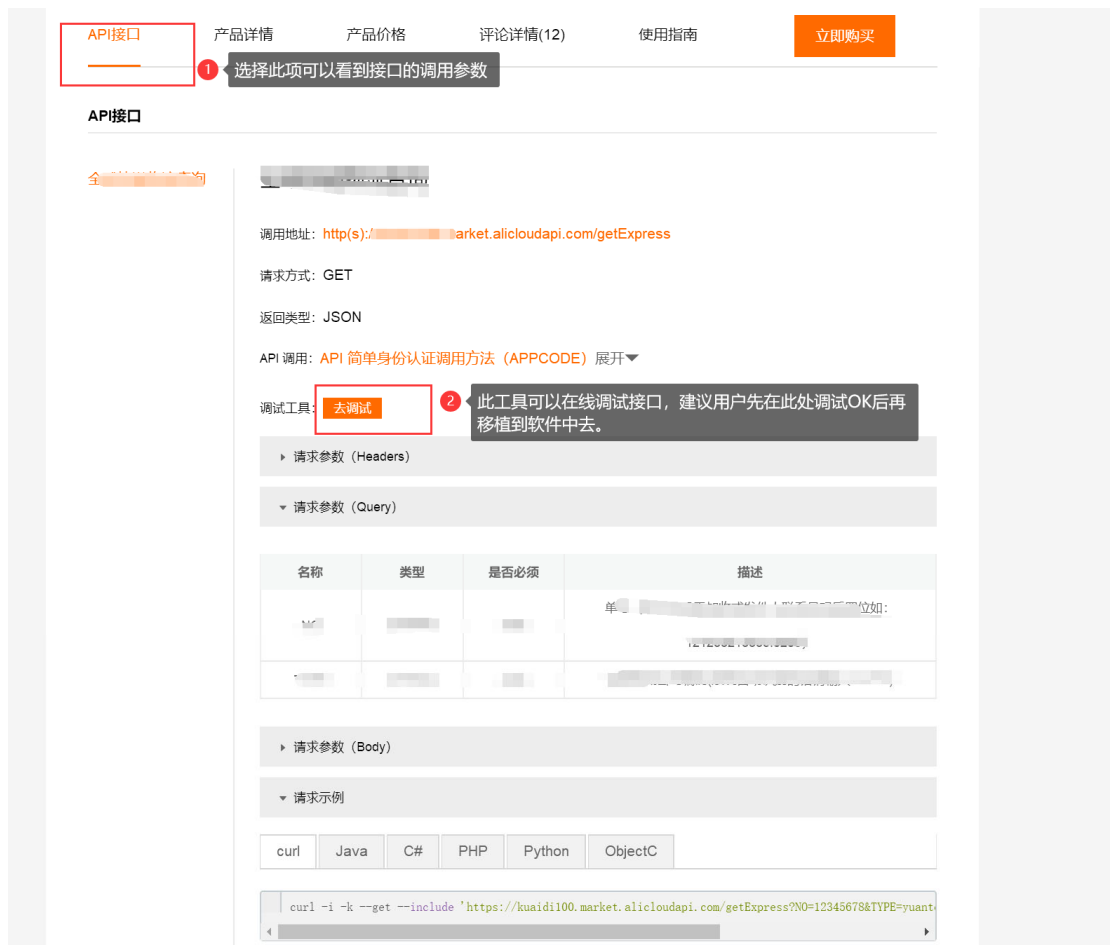 API接口 产品详情 产品价格 评论详情(12) 使用指南 立即购买
1 选择此项可以看到接口的调用参数
API接口
全
调用地址：http(s):/ arket.alicloudapi.com/getExpress
请求方式：GET
返回类型：JSON
API 调用：API 简单身份认证调用方法（APPCODE）展开
调试工具：去调试
2 此工具可以在线调试接口，建议用户先在此处调试OK后再
移植到软件中去。
请求参数（Headers）
请求参数（Query）
名称 类型 是否必须 描述
单 位如：
请求参数（Body）
请求示例
curl Java C# PHP Python ObjectC
curl -i -k --get --include 'https://kuaidi100.market.alicloudapi.com/getExpress?NO=12345678&TYPE=yuant